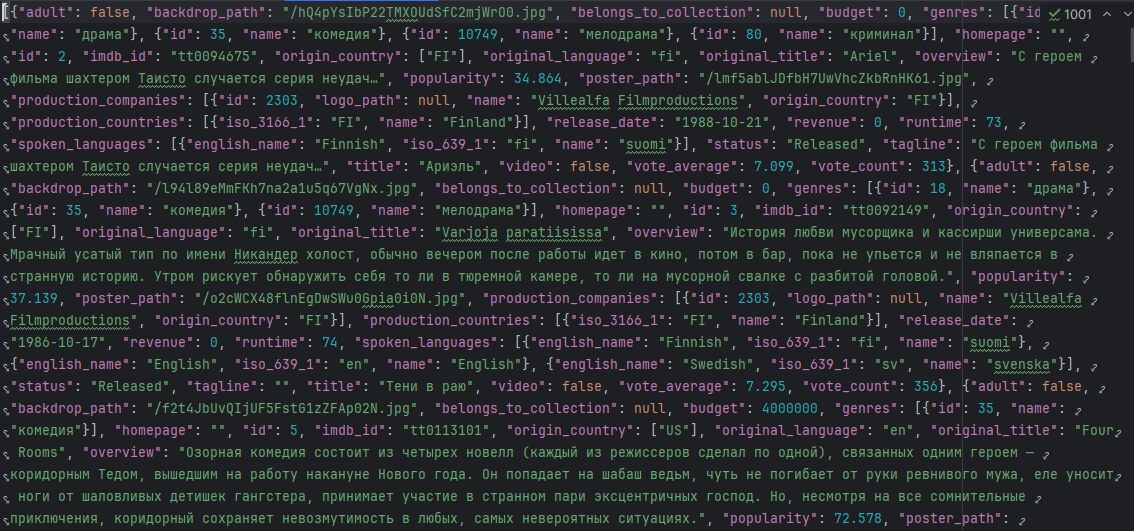 [{"adult": false, "backdrop_path": "/hQ4pYsIbP22TMXOUdSfC2mjWrO0.jpg", "belongs_to_collection": null, "budget": 0, "genres": [{"id 1001
"name": "драма"}, {"id": 35, "name": "комедия"}, {"id": 10749, "name": "мелодрама"}, {"id": 80, "name": "криминал"}], "homepage": "",
"id": 2, "imdb_id": "tt0094675", "origin_country": ["FI"], "original_language": "fi", "original_title": "Ariel", "overview": "С героем
фильма шахтером Таисто случается серия неудач…", "popularity": 34.864, "poster_path": "/lmf5ablJDfbH7UwVhcZkbRnHK61.jpg",
"production_companies": [{"id": 2303, "logo_path": null, "name": "Villealfa Filmproductions", "origin_country": "FI"}],
"production_countries": [{"iso_3166_1": "FI", "name": "Finland"}], "release_date": "1988-10-21", "revenue": 0, "runtime": 73,
"spoken_languages": [{"english_name": "Finnish", "iso_639_1": "fi", "name": "suomi"}], "status": "Released", "tagline": "С героем фильма
шахтером Таисто случается серия неудач…", "title": "Ариэль", "video": false, "vote_average": 7.099, "vote_count": 313}, {"adult": false,
"backdrop_path": "/l94l89eMmFKh7na2a1u5q67VgNx.jpg", "belongs_to_collection": null, "budget": 0, "genres": [{"id": 18, "name": "драма"},
{"id": 35, "name": "комедия"}, {"id": 10749, "name": "мелодрама"}], "homepage": "", "id": 3, "imdb_id": "tt0092149", "origin_country":
["FI"], "original_language": "fi", "original_title": "Varjoja paratiisissa", "overview": "История любви мусорщика и кассирши универсама.
Мрачный усатый тип по имени Никандер холост, обычно вечером после работы идет в кино, потом в бар, пока не упьется и не вляпается в
странную историю. Утром рискует обнаружить себя то ли в тюремной камере, то ли на мусорной свалке с разбитой головой.", "popularity":
37.139, "poster_path": "/o2cWCX48flnEgDwSWu0Gpia0i0N.jpg", "production_companies": [{"id": 2303, "logo_path": null, "name": "Villealfa
Filmproductions", "origin_country": "FI"}], "production_countries": [{"iso_3166_1": "FI", "name": "Finland"}], "release_date":
"1986-10-17", "revenue": 0, "runtime": 74, "spoken_languages": [{"english_name": "Finnish", "iso_639_1": "fi", "name": "suomi"},
{"english_name": "English", "iso_639_1": "en", "name": "English"}, {"english_name": "Swedish", "iso_639_1": "sv", "name": "svenska"}],
"status": "Released", "tagline": "", "title": "Тени в раю", "video": false, "vote_average": 7.295, "vote_count": 356}, {"adult": false,
"backdrop_path": "/f2t4JbUvQIjUF5FstG1zZFAp02N.jpg", "belongs_to_collection": null, "budget": 4000000, "genres": [{"id": 35, "name":
"комедия"}], "homepage": "", "id": 5, "imdb_id": "tt0113101", "origin_country": ["US"], "original_language": "en", "original_title": "Four
Rooms", "overview": "Озорная комедия состоит из четырех новелл (каждый из режиссеров сделал по одной), связанных одним героем —
коридорным Тедом, вышедшим на работу накануне Нового года. Он попадает на шабаш ведьм, чуть не погибает от руки ревнивого мужа, еле уносит
ноги от шаловливых детишек гангстера, принимает участие в странном пари эксцентричных господ. Но, несмотря на все сомнительные
приключения, коридорный сохраняет невозмутимость в любых, самых невероятных ситуациях.", "popularity": 72.578, "poster_path":